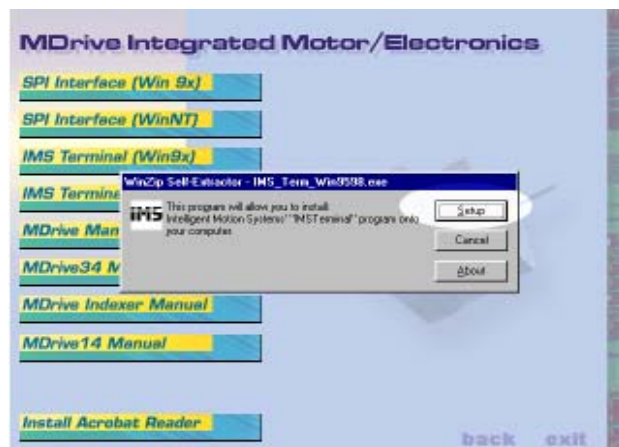 MDrive Integrated Motor/Electronics
SPI Interface (Win 9x)
SPI Interface (WinNT)
IMS Terminal (Win9x)
IMS Termina
WinZip Self-Extractor - IMS_Term_Win9598.exe
IMS
This program will allow you to install
Intelligent Motion Systems' "IMSTerminal" program onto
your computer.
Setup
Cancel
About
MDrive Man
MDrive34 M
MDrive Indexer Manual
MDrive14 Manual
Install Acrobat Reader
back exit